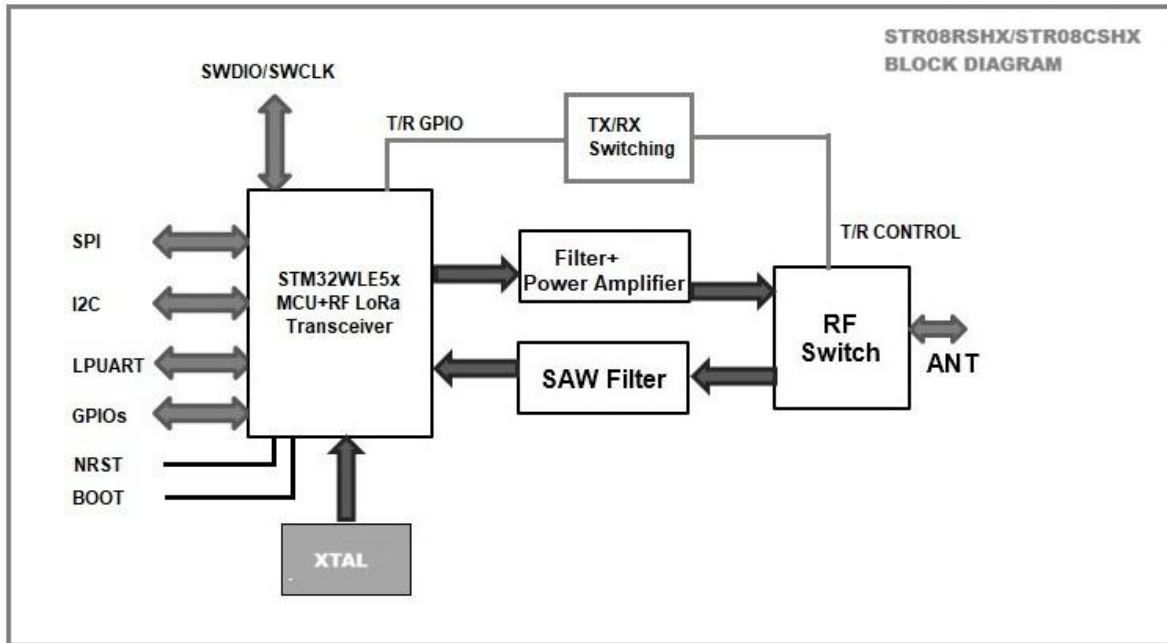 STR08RSHX/STR08CSHX
BLOCK DIAGRAM
SWDIO/SWCLK
T/R GPIO
TX/RX
Switching
T/R CONTROL
SPI
I2C
LPUART
GPIOs
NRST
BOOT
STM32WLE5x
MCU+RF LoRa
Transceiver
Filter+
Power Amplifier
SAW Filter
RF
Switch
ANT
XTAL